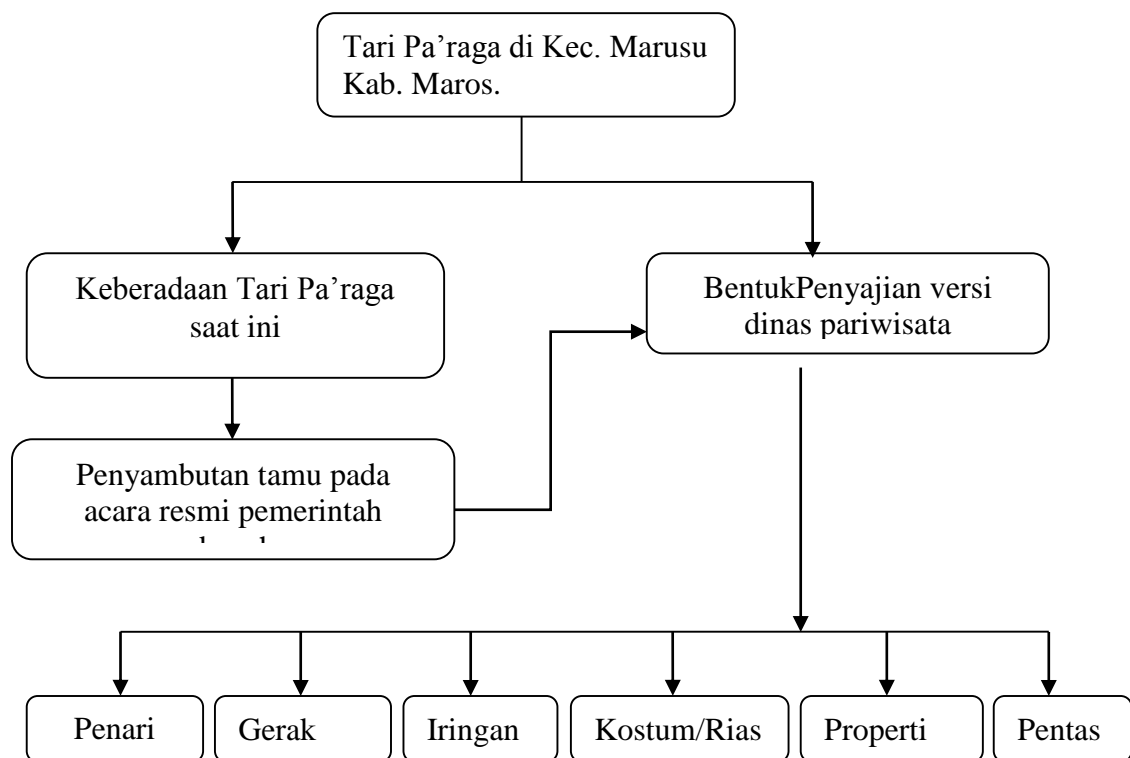 Tari Pa’raga di Kec. Marusu
Kab. Maros.
Keberadaan Tari Pa’raga
saat ini
BentukPenyajian versi
dinas pariwisata
Penyambutan tamu pada
acara resmi pemerintah
Penari
Gerak
Iringan
Kostum/Rias
Properti
Pentas